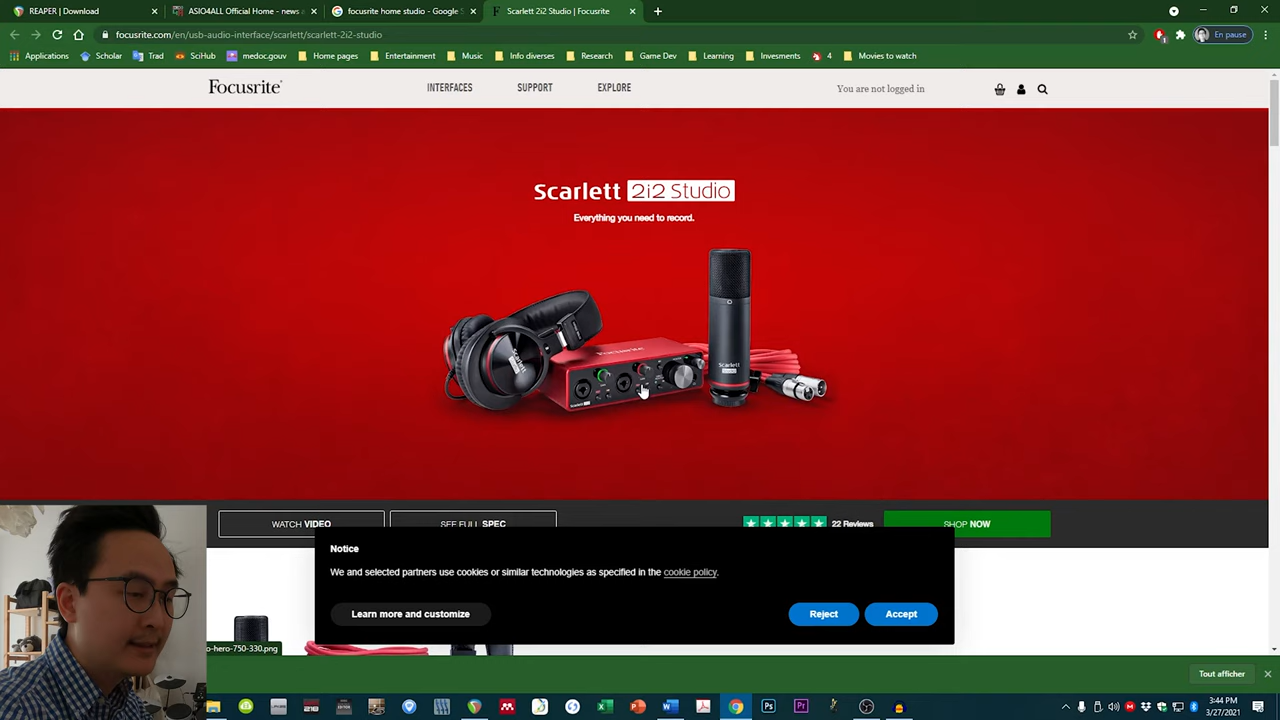 REAPER | Download
ASIO4ALL Official Home - news a
focusrite home studio - Google S
Scarlett 2i2 Studio | Focusrite
focusrite.com/en/usb-audio-interface/scarlett/scarlett-2i2-studio
En pause
Applications
Scholar
Trad
SciHub
medoc.gouv
Home pages
Entertainment
Music
Info diverses
Research
Game Dev
Learning
Invesments
4
Movies to watch
Focusrite
INTERFACES
SUPPORT
EXPLORE
You are not logged in
Scarlett 2i2 Studio
Everything you need to record.
WATCH VIDEO
SEE FULL SPEC
22 Reviews
SHOP NOW
Notice
We and selected partners use cookies or similar technologies as specified in the cookie policy.
Learn more and customize
Reject
Accept
o-hero-750-330.png
Tout afficher
3:44 PM
3/27/2021